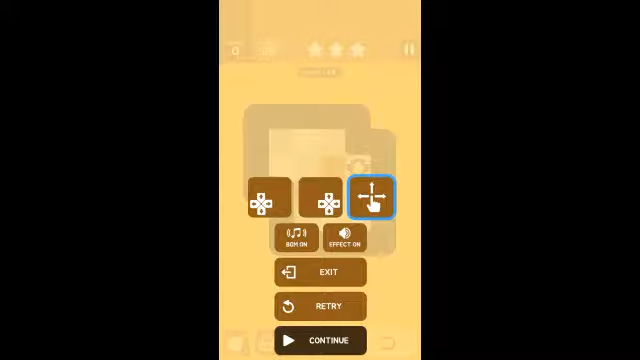 BGM ON
EFFECT ON
EXIT
RETRY
CONTINUE